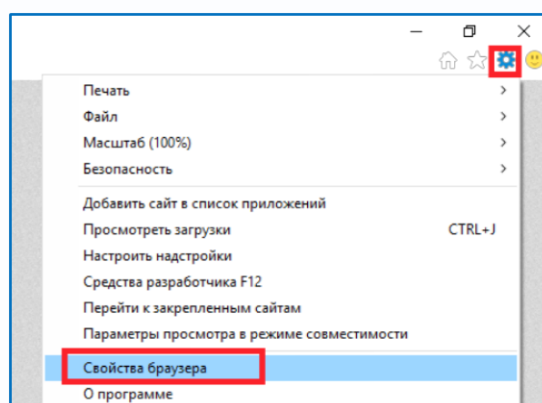 Печать
Файл
Масштаб (100%)
Безопасность
Добавить сайт в список приложений
Просмотреть загрузки CTRL+J
Настроить надстройки
Средства разработчика F12
Перейти к закрепленным сайтам
Параметры просмотра в режиме совместимости
Свойства браузера
О программе